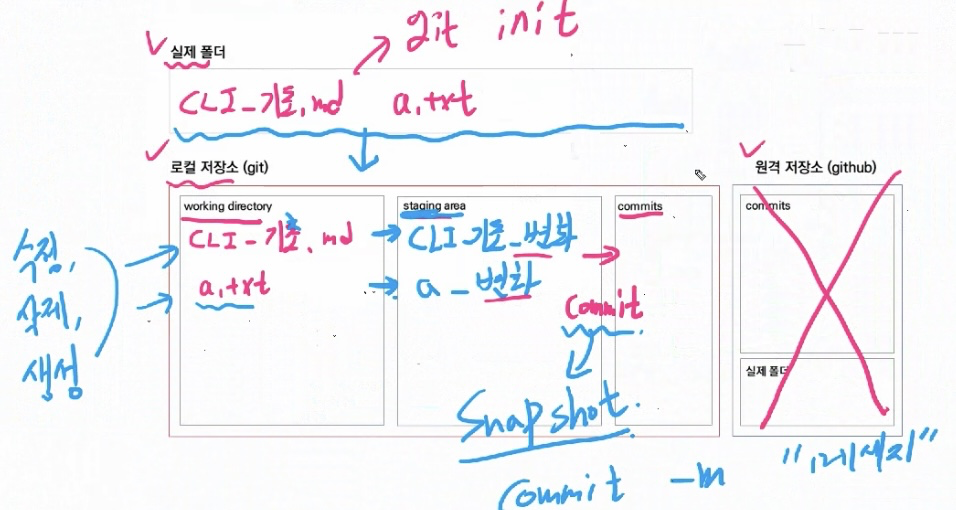 git init
실제 폴더
CLI_기초.md a.txt
로컬 저장소 (git)
원격 저장소 (github)
working directory
staging area
commits
commits
CLI_기초.md
CLI_기초_변화
수정,
a.txt
a_변화
commit
삭제,
생성
실제 폴더
Snapshot.
commit -m "메세지"